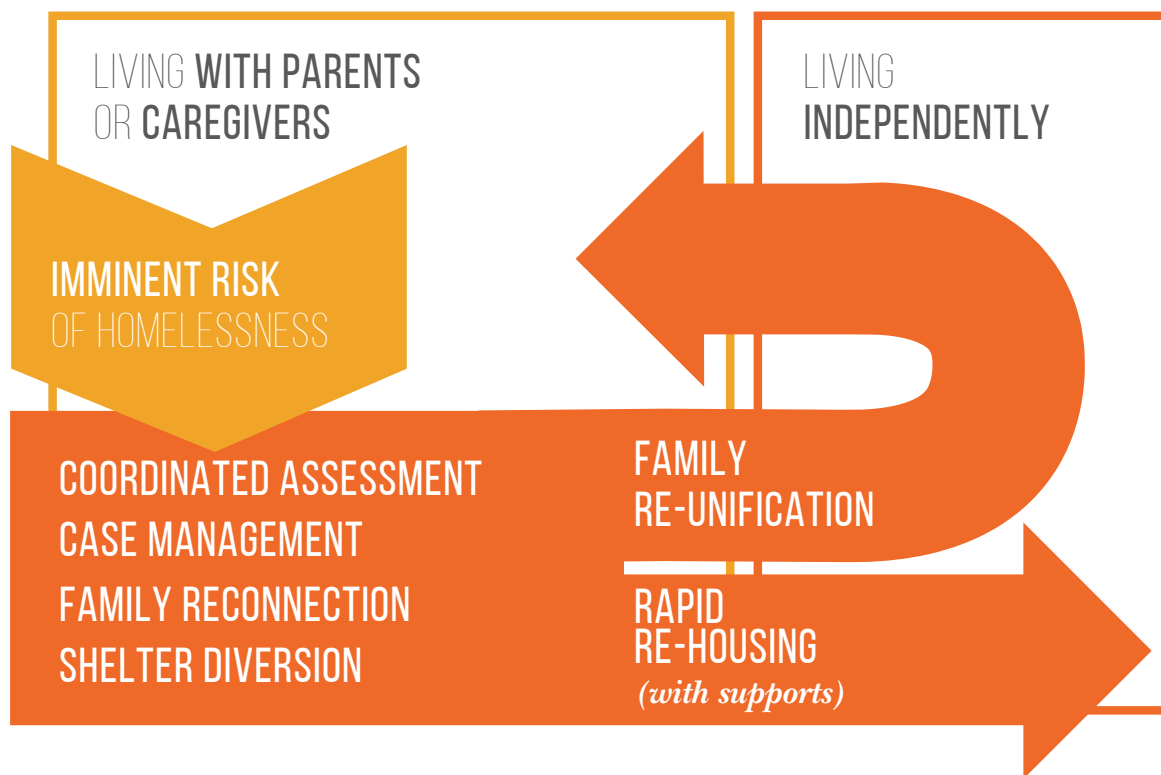 LIVING WITH PARENTS
OR CAREGIVERS
LIVING
INDEPENDENTLY
IMMINENT RISK
OF HOMELESSNESS
COORDINATED ASSESSMENT
CASE MANAGEMENT
FAMILY RECONNECTION
SHELTER DIVERSION
FAMILY
RE-UNIFICATION
RAPID
RE-HOUSING
(with supports)